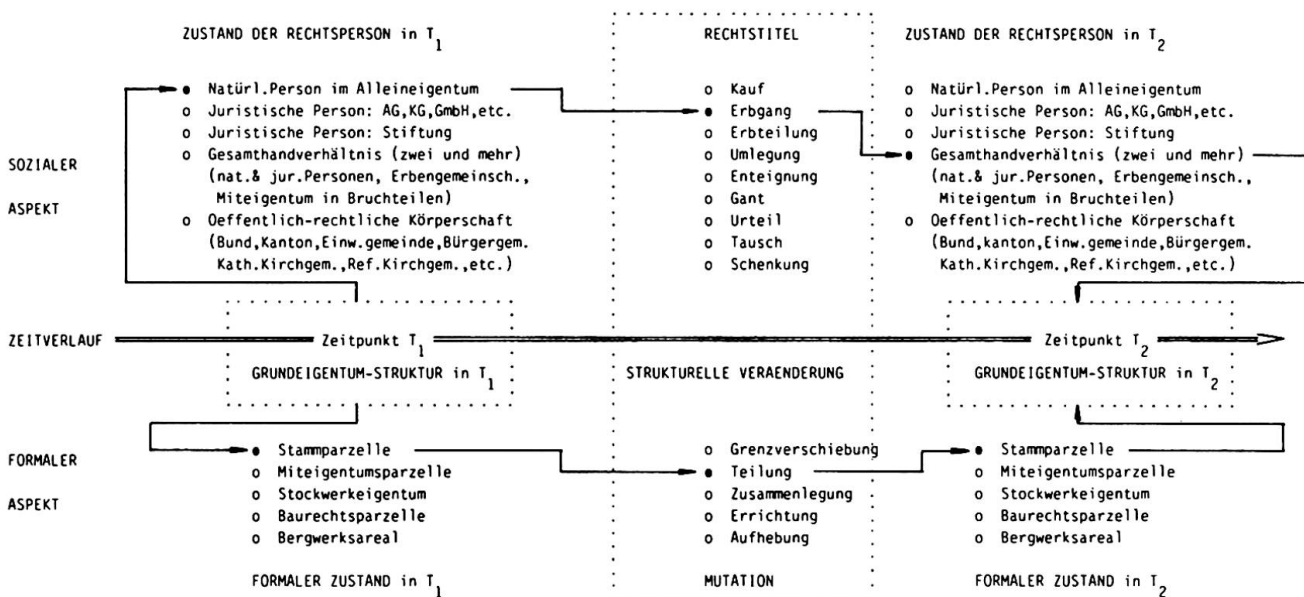 ZUSTAND DER RECHTSPERSON in T1 RECHTSTITEL ZUSTAND DER RECHTSPERSON in T2
• Natürl.Person im Alleineigentum o Kauf o Natürl.Person im Alleineigentum
o Juristische Person: AG,KG,GmbH,etc. • Erbgang o Juristische Person: AG,KG,GmbH,etc.
o Juristische Person: Stiftung o Erbteilung o Juristische Person: Stiftung
SOZIALER o Gesamthandverhältnis (zwei und mehr) o Umlegung • Gesamthandverhältnis (zwei und mehr)
(nat.& jur.Personen, Erbengemeinsch., o Enteignung (nat.& jur.Personen, Erbengemeinsch.,
ASPEKT Miteigentum in Bruchteilen) o Gant Miteigentum in Bruchteilen)
o Oeffentlich-rechtliche Körperschaft o Urteil o Oeffentlich-rechtliche Körperschaft
(Bund,Kanton,Einw.gemeinde,Bürgergem. o Tausch (Bund,kanton,Einw.gemeinde,Bürgergem.
Kath.Kirchgem.,Ref.Kirchgem.,etc.) o Schenkung Kath.Kirchgem.,Ref.Kirchgem.,etc.)
ZEITVERLAUF Zeitpunkt T1 Zeitpunkt T2
GRUNDEIGENTUM-STRUKTUR in T1 STRUKTURELLE VERAENDERUNG GRUNDEIGENTUM-STRUKTUR in T2
FORMALER • Stammparzelle o Grenzverschiebung • Stammparzelle
o Miteigentumsparzelle • Teilung o Miteigentumsparzelle
ASPEKT o Stockwerkeigentum o Zusammenlegung o Stockwerkeigentum
o Baurechtsparzelle o Errichtung o Baurechtsparzelle
o Bergwerksareal o Aufhebung o Bergwerksareal
FORMALER ZUSTAND in T1 MUTATION FORMALER ZUSTAND in T2